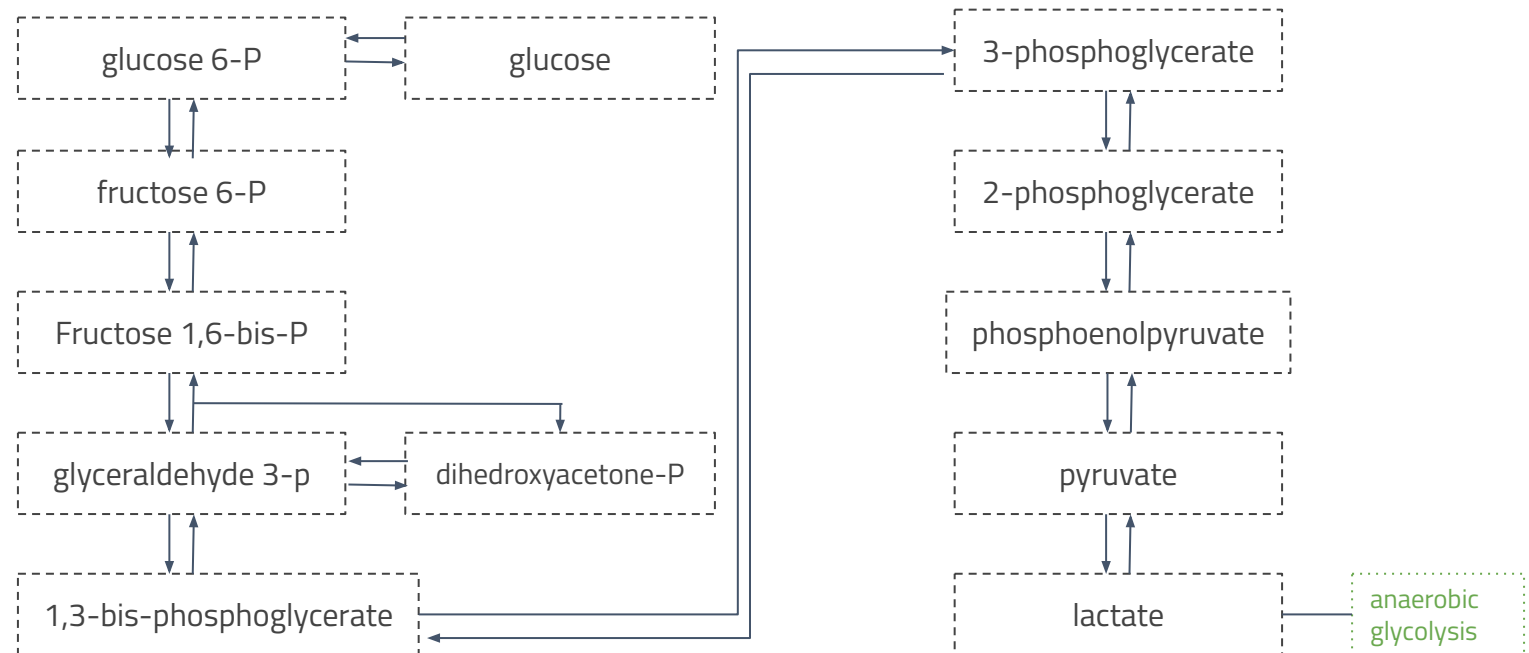 glucose 6-P
glucose
fructose 6-P
Fructose 1,6-bis-P
glyceraldehyde 3-p
dihedroxyacetone-P
1,3-bis-phosphoglycerate
3-phosphoglycerate
2-phosphoglycerate
phosphoenolpyruvate
pyruvate
lactate
anaerobic
glycolysis